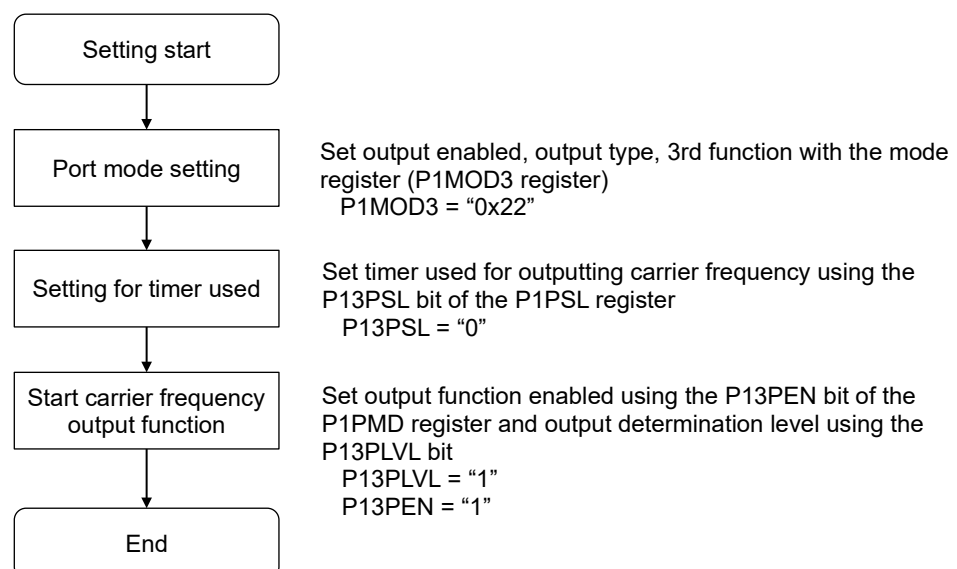 Setting start
Port mode setting
Set output enabled, output type, 3rd function with the mode
register (P1MOD3 register)
P1MOD3 = “0x22”
Setting for timer used
Set timer used for outputting carrier frequency using the
P13PSL bit of the P1PSL register
P13PSL = “0”
Start carrier frequency
output function
Set output function enabled using the P13PEN bit of the
P1PMD register and output determination level using the
P13PLVL bit
P13PLVL = “1”
P13PEN = “1”
End